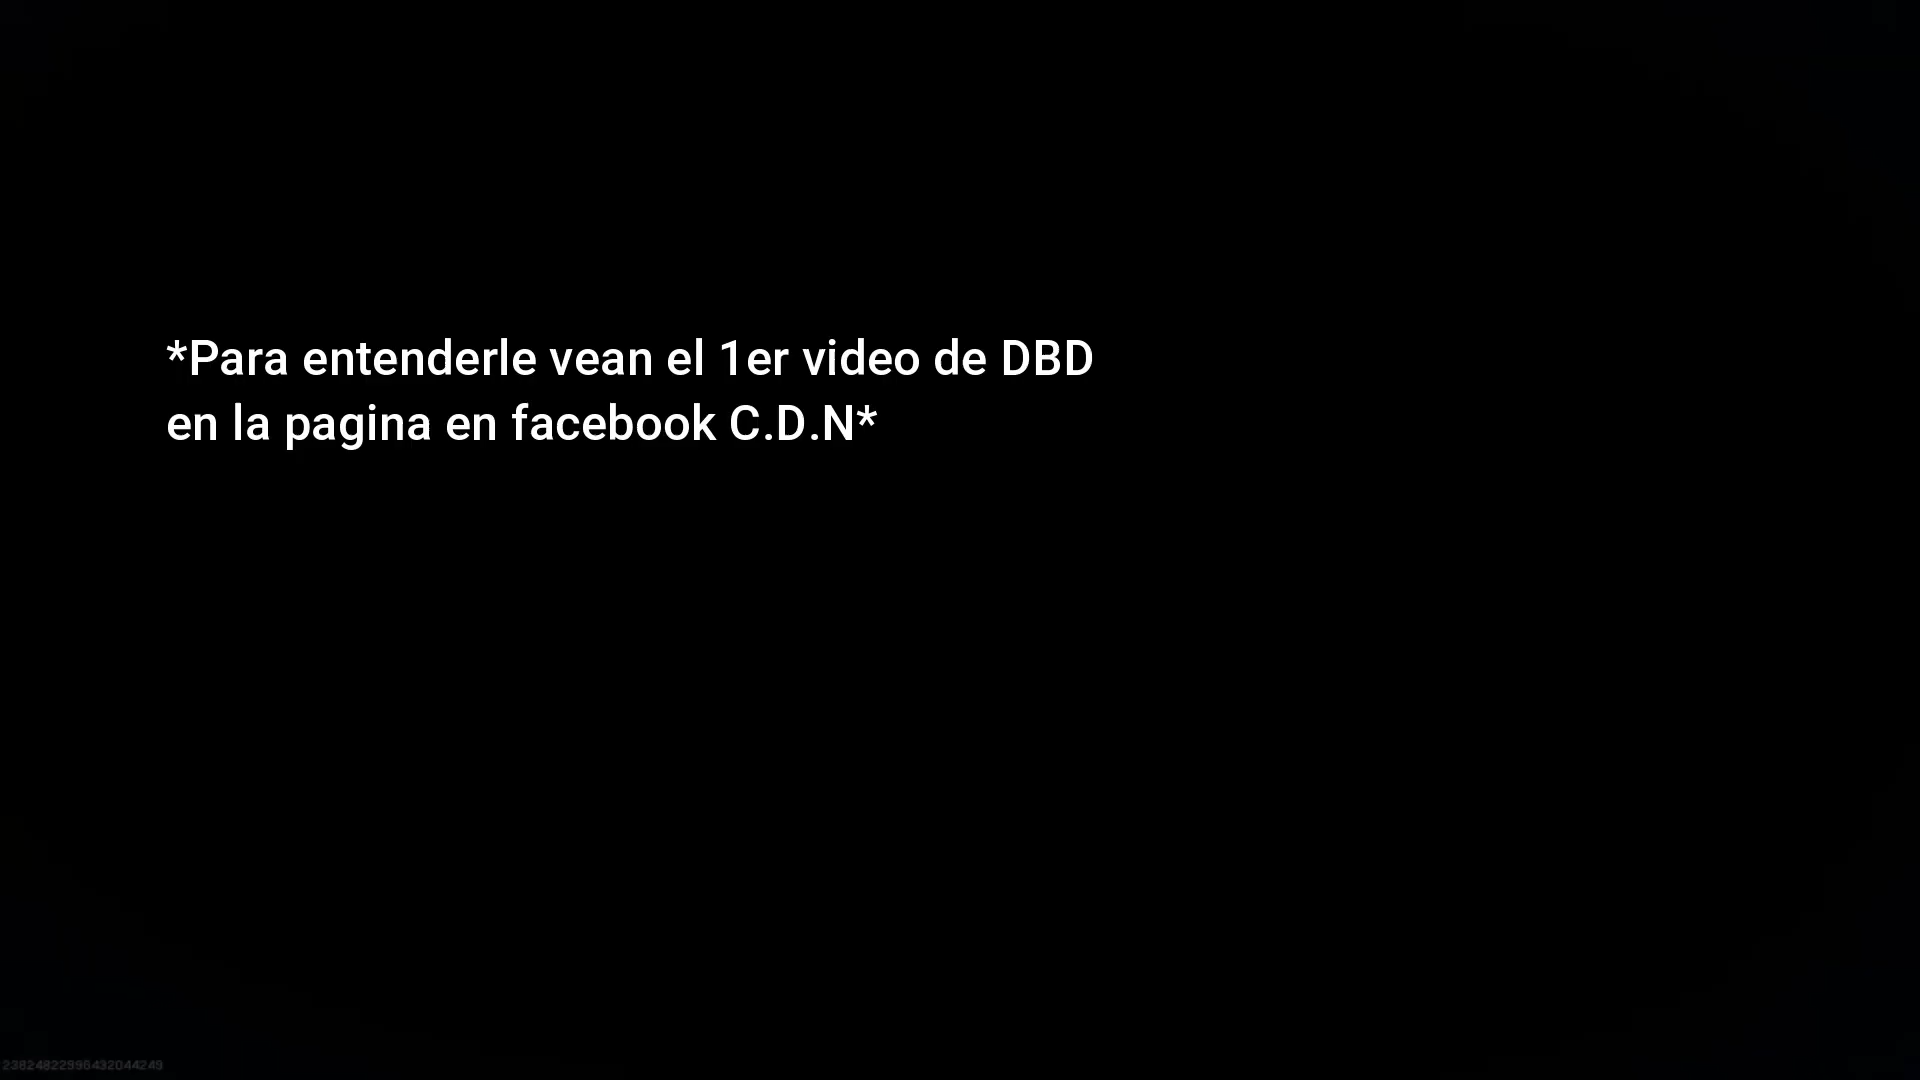 *Para entenderle vean el 1er video de DBD
en la pagina en facebook C.D.N*